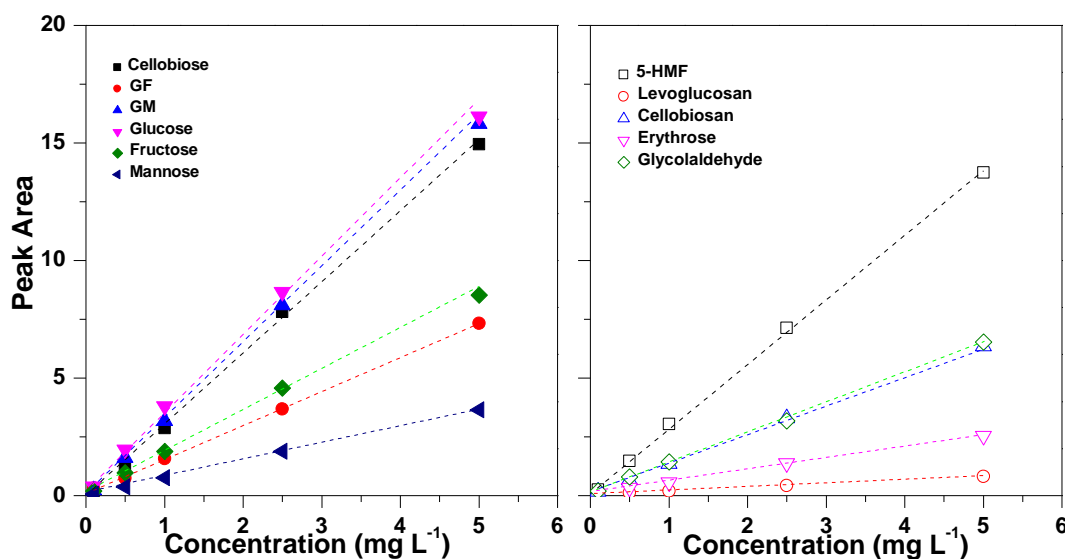 Peak Area
20
15
10
5
0
Cellobiose
GF
GM
Glucose
Fructose
Mannose
0 1 2 3 4 5 6
Concentration (mg L-1)
5-HMF
Levoglucosan
Cellobiosan
Erythrose
Glycolaldehyde
0 1 2 3 4 5 6
Concentration (mg L-1)